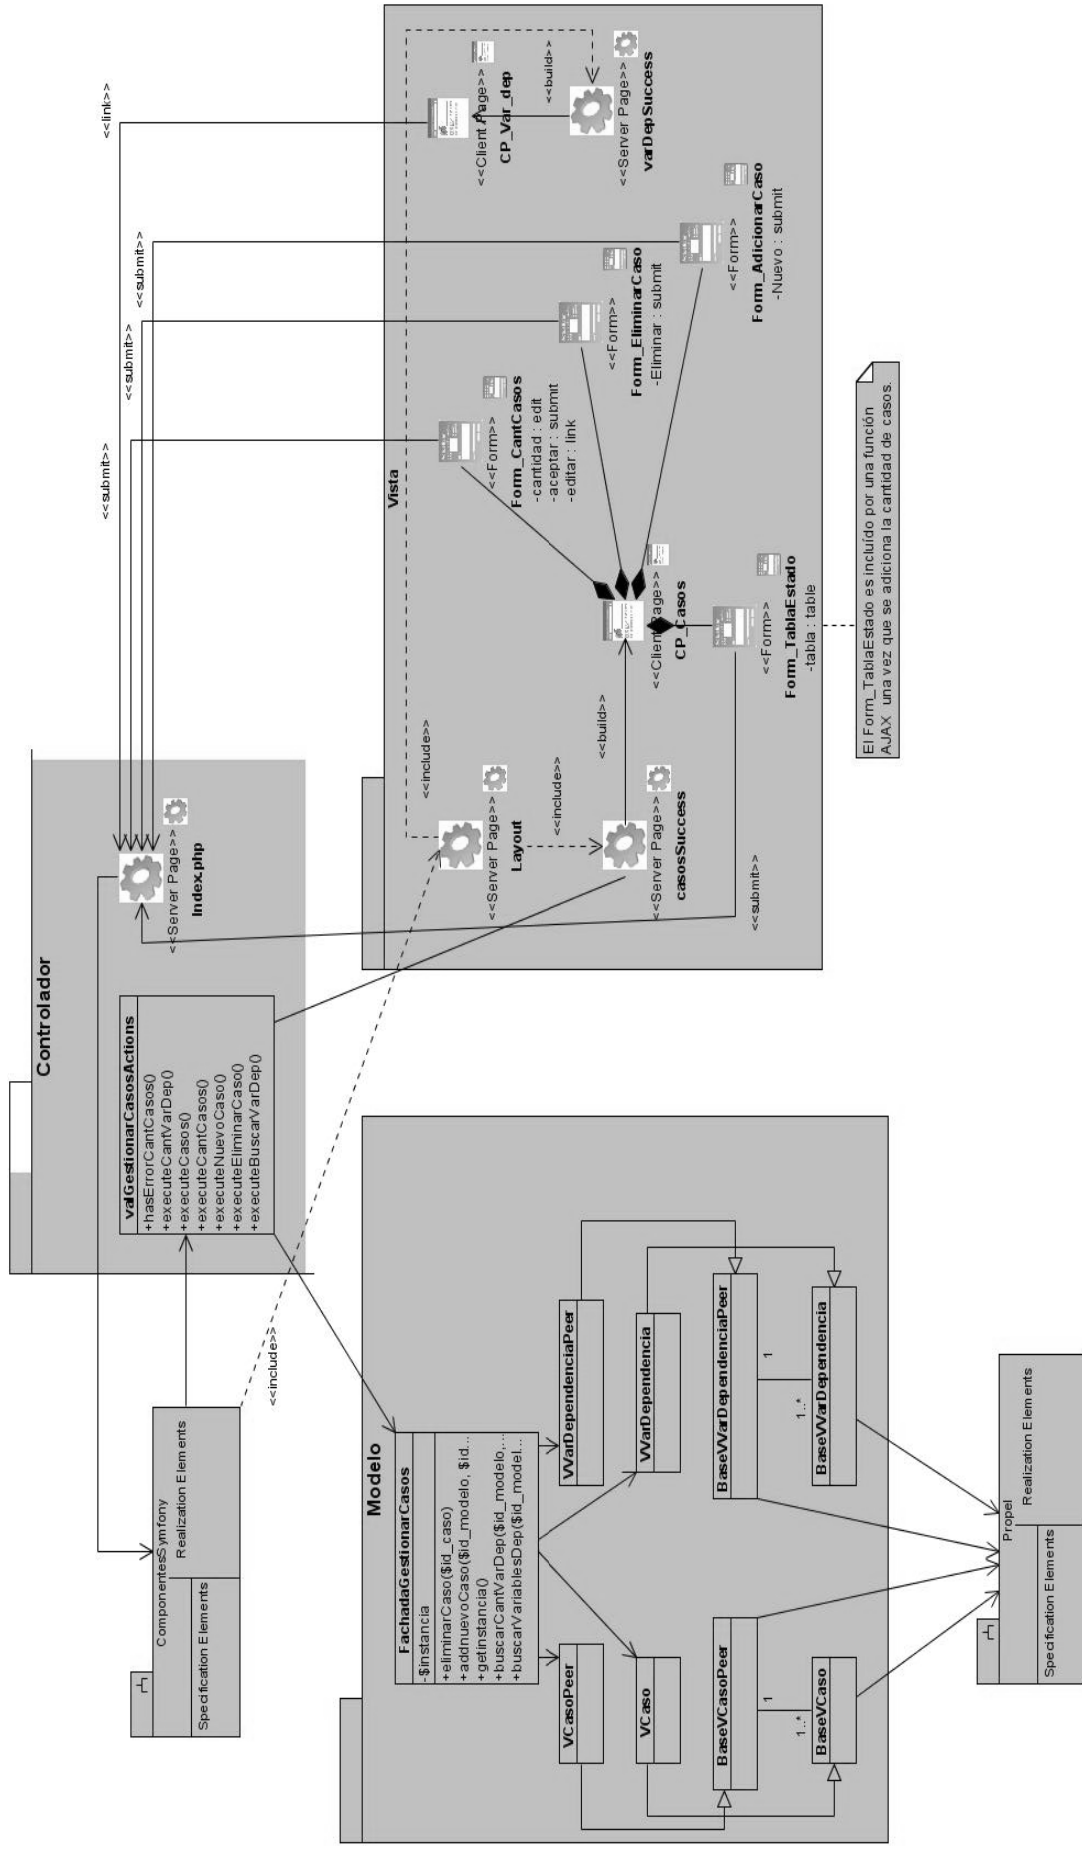 Controlador
<<Server Page>>
Index.php
valGestionarCasosActions
+hasErrorCantCasos()
+executeCantVarDep()
+executeCasos()
+executeCantCasos()
+executeNuevoCaso()
+executeEliminarCaso()
+executeBuscarVarDep()
ComponentesSymfony
Specification Elements
Realization Elements
<<include>>
<<submit>>
<<submit>>
<<submit>>
<<link>>
Vista
<<include>>
<<Server Page>>
Layout
<<include>>
<<Server Page>>
casosSuccess
<<build>>
<<submit>>
<<Client Page>>
CP_Casos
<<Form>>
Form_CantCasos
-cantidad : edit
-aceptar : submit
-editar : link
<<Form>>
Form_EliminarCaso
-Eliminar : submit
<<Form>>
Form_AdicionarCaso
-Nuevo : submit
<<Form>>
Form_TablaEstado
-tabla : table
<<Client Page>>
CP_Var_dep
<<build>>
<<Server Page>>
varDepSuccess
El Form_TablaEstado es incluído por una función
AJAX una vez que se adiciona la cantidad de casos.
Modelo
FachadaGestionarCasos
-$instancia
+eliminarCaso($id_caso)
+addnuevoCaso($id_modelo, $id...
+getinstancia()
+buscarCantVarDep($id_modelo,...
+buscarVariablesDep($id_model...
VCasoPeer
VCaso
BaseVCasoPeer
1
1..*
BaseVCaso
VVarDependenciaPeer
VVarDependencia
BaseVVarDependenciaPeer
1
1..*
BaseVVarDependencia
Propel
Specification Elements
Realization Elements